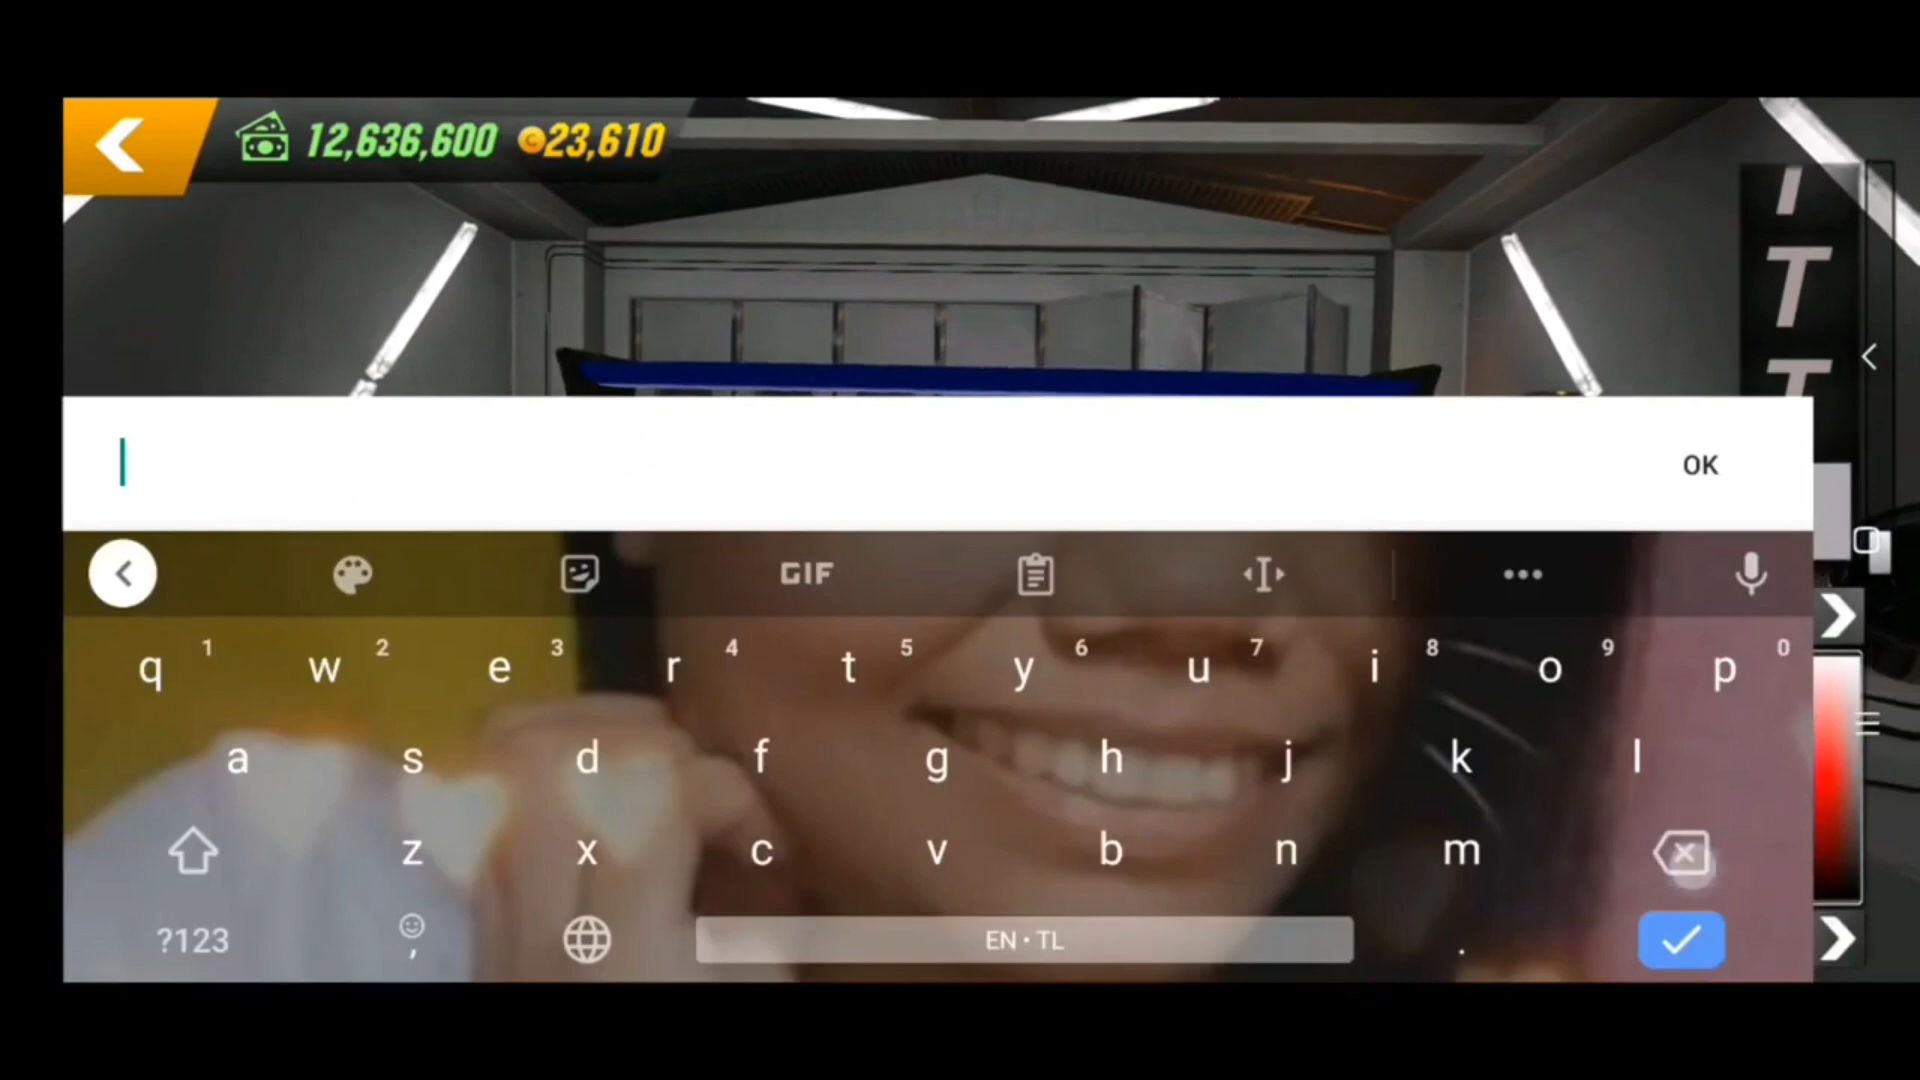 12,636,600 23,610
T
T
OK
GIF
q 1 w 2 e 3 r 4 t 5 y 6 u 7 i 8 o 9 p 0
a s d f g h j k l
z x c v b n m
?123 , EN • TL .